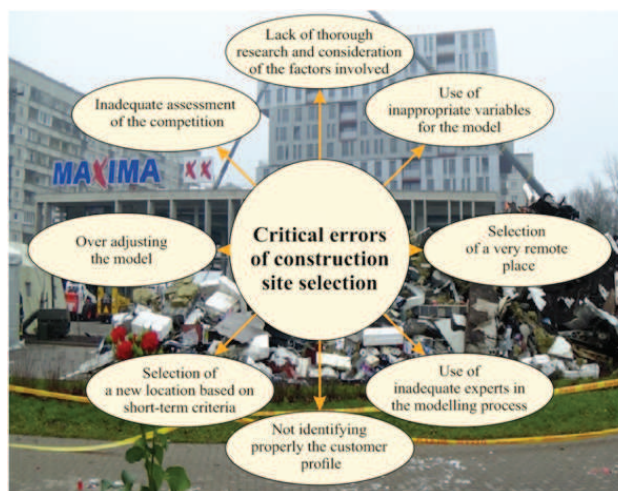 Lack of thorough
research and consideration
of the factors involved
Inadequate assessment
of the competition
Use of
inappropriate variables
for the model
MAXIMA XX
Critical errors
of construction
site selection
Over adjusting
the model
Selection
of a very remote
place
Selection of
a new location based on
short-term criteria
Use of
inadequate experts in
the modelling process
Not identifying
properly the customer
profile